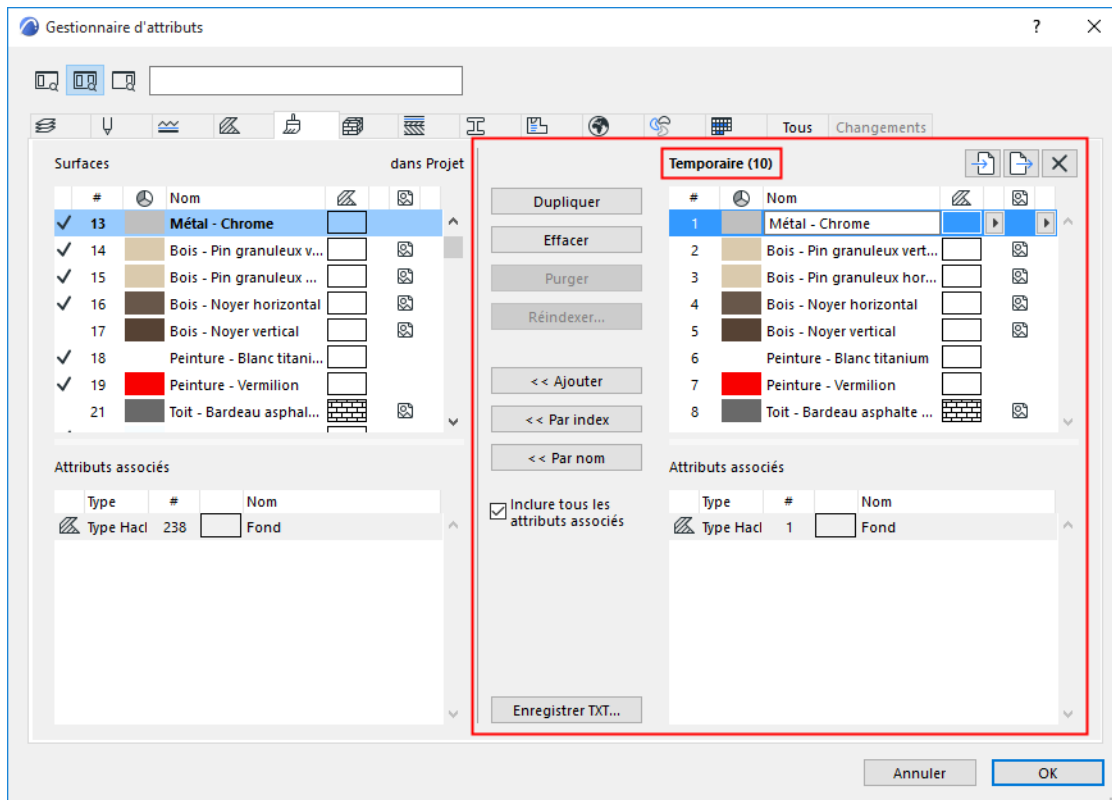 Gestionnaire d'attributs
?
Tous
Changements
Surfaces
dans Projet
# Nom
13 Métal - Chrome
14 Bois - Pin granuleux v...
15 Bois - Pin granuleux ...
16 Bois - Noyer horizontal
17 Bois - Noyer vertical
18 Peinture - Blanc titani...
19 Peinture - Vermilion
21 Toit - Bardeau asphal...
Attributs associés
Type # Nom
Type Hacl 238 Fond
Dupliquer
Effacer
Purger
Réindexer...
<< Ajouter
<< Par index
<< Par nom
Inclure tous les
attributs associés
Enregistrer TXT...
Temporaire (10)
# Nom
1 Métal - Chrome
2 Bois - Pin granuleux vert...
3 Bois - Pin granuleux hor...
4 Bois - Noyer horizontal
5 Bois - Noyer vertical
6 Peinture - Blanc titanium
7 Peinture - Vermilion
8 Toit - Bardeau asphalte ...
Attributs associés
Type # Nom
Type Hacl 1 Fond
Annuler
OK